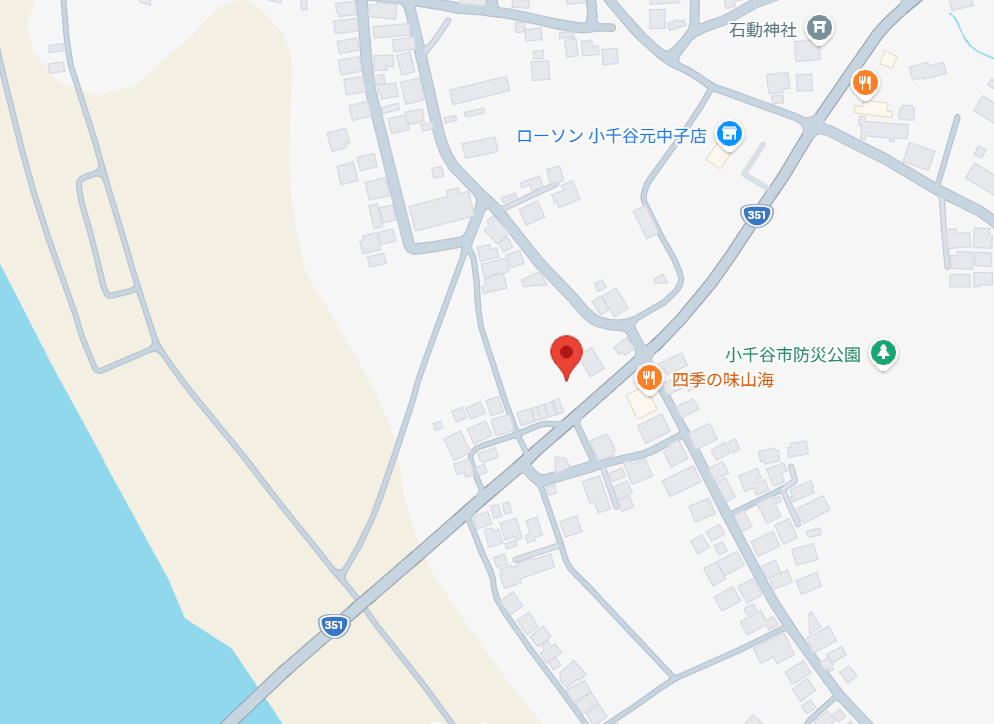 石動神社
ローソン 小千谷元中子店
351
小千谷市防災公園
四季の味山海
351